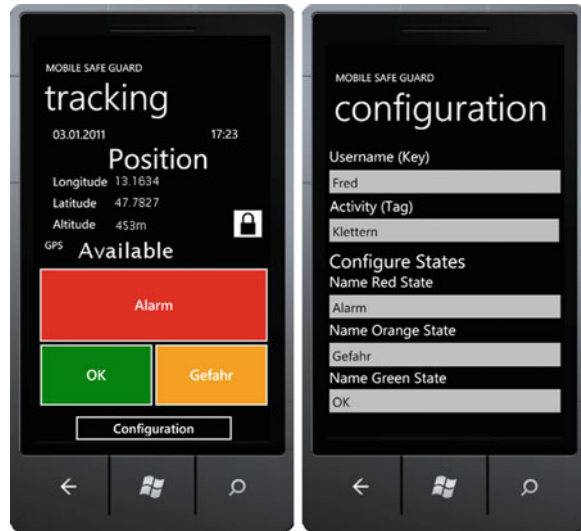 MOBILE SAFE GUARD
tracking
03.01.2011 17:23
Position
Longitude 13.1634
Latitude 47.7827
Altitude 453m
GPS Available
Alarm
OK Gefahr
Configuration
MOBILE SAFE GUARD
configuration
Username (Key)
Fred
Activity (Tag)
Klettern
Configure States
Name Red State
Alarm
Name Orange State
Gefahr
Name Green State
OK